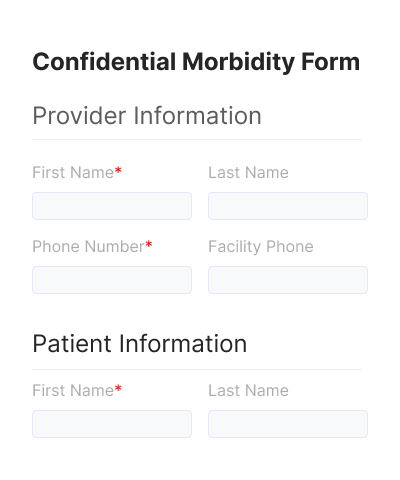 Confidential Morbidity Form
Provider Information
First Name* Last Name
Phone Number* Facility Phone
Patient Information
First Name* Last Name